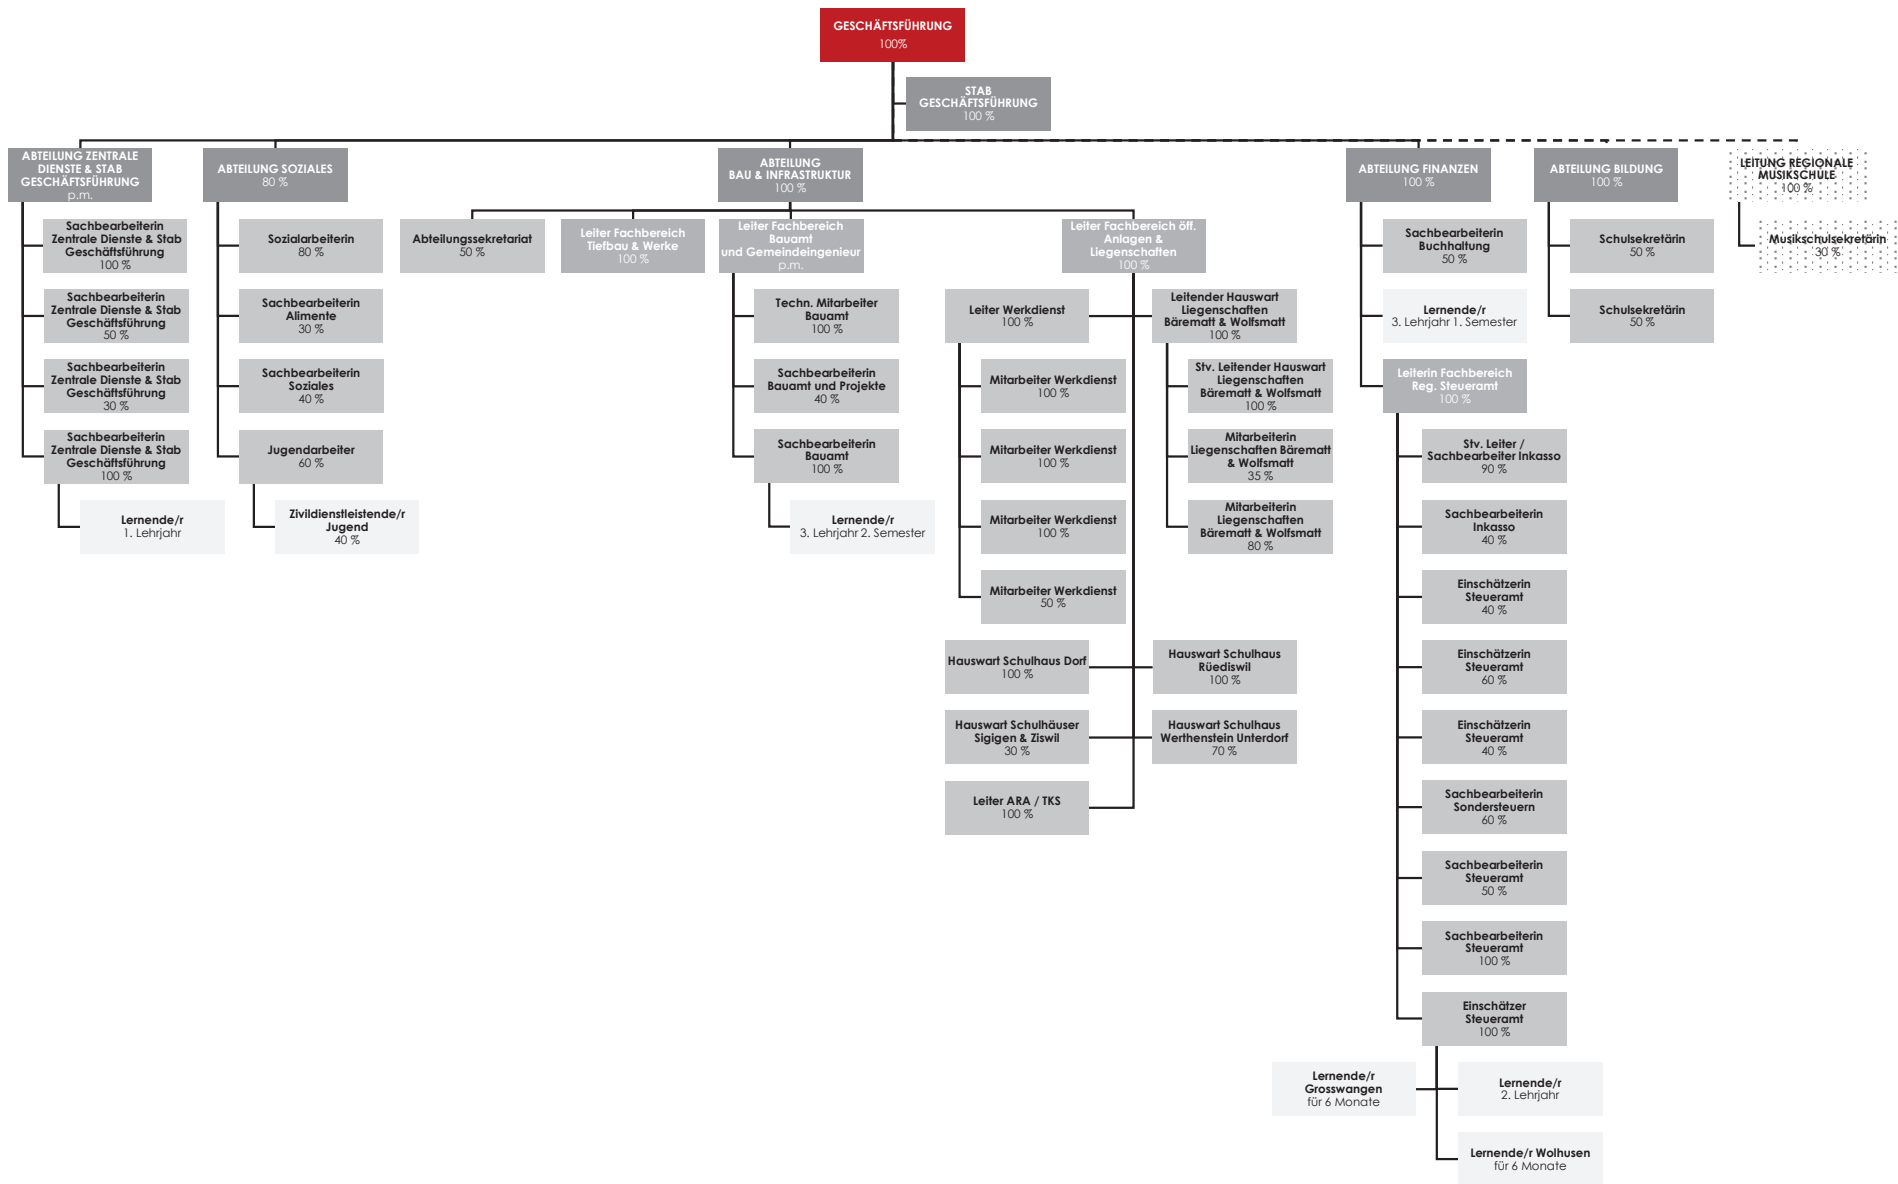 GESCHÄFTSFÜHRUNG
100%
STAB
GESCHÄFTSFÜHRUNG
100 %
ABTEILUNG ZENTRALE
DIENSTE & STAB
GESCHÄFTSFÜHRUNG
p.m.
Sachbearbeiterin
Zentrale Dienste & Stab
Geschäftsführung
100 %
Sachbearbeiterin
Zentrale Dienste & Stab
Geschäftsführung
50 %
Sachbearbeiterin
Zentrale Dienste & Stab
Geschäftsführung
30 %
Sachbearbeiterin
Zentrale Dienste & Stab
Geschäftsführung
100 %
Lernende/r
1. Lehrjahr
ABTEILUNG SOZIALES
80 %
Sozialarbeiterin
80 %
Sachbearbeiterin
Alimente
30 %
Sachbearbeiterin
Soziales
40 %
Jugendarbeiter
60 %
Zivildienstleistende/r
Jugend
40 %
ABTEILUNG
BAU & INFRASTRUKTUR
100 %
Abteilungssekretariat
50 %
Leiter Fachbereich
Tiefbau & Werke
100 %
Leiter Fachbereich
Bauamt
und Gemeindeingenieur
p.m.
Techn. Mitarbeiter
Bauamt
100 %
Sachbearbeiterin
Bauamt und Projekte
40 %
Sachbearbeiterin
Bauamt
100 %
Lernende/r
3. Lehrjahr 2. Semester
Leiter Fachbereich öff.
Anlagen &
Liegenschaften
100 %
Leiter Werkdienst
100 %
Mitarbeiter Werkdienst
100 %
Mitarbeiter Werkdienst
100 %
Mitarbeiter Werkdienst
100 %
Mitarbeiter Werkdienst
50 %
Leitender Hauswart
Liegenschaften
Bärematt & Wolfsmatt
100 %
Stv. Leitender Hauswart
Liegenschaften
Bärematt & Wolfsmatt
100 %
Mitarbeiterin
Liegenschaften Bärematt
& Wolfsmatt
35 %
Mitarbeiterin
Liegenschaften
Bärematt & Wolfsmatt
80 %
Hauswart Schulhaus Dorf
100 %
Hauswart Schulhaus
Rüediswil
100 %
Hauswart Schulhäuser
Sigigen & Ziswil
30 %
Hauswart Schulhaus
Werthenstein Unterdorf
70 %
Leiter ARA / TKS
100 %
ABTEILUNG FINANZEN
100 %
Sachbearbeiterin
Buchhaltung
50 %
Lernende/r
3. Lehrjahr 1. Semester
Leiterin Fachbereich
Reg. Steueramt
100 %
Stv. Leiter /
Sachbearbeiter Inkasso
90 %
Sachbearbeiterin
Inkasso
40 %
Einschätzerin
Steueramt
40 %
Einschätzerin
Steueramt
60 %
Einschätzerin
Steueramt
40 %
Sachbearbeiterin
Sondersteuern
60 %
Sachbearbeiterin
Steueramt
50 %
Sachbearbeiterin
Steueramt
100 %
Einschätzer
Steueramt
100 %
Lernende/r
Grosswangen
für 6 Monate
Lernende/r
2. Lehrjahr
Lernende/r Wolhusen
für 6 Monate
ABTEILUNG BILDUNG
100 %
Schulsekretärin
50 %
Schulsekretärin
50 %
LEITUNG REGIONALE
MUSIKSCHULE
100 %
Musikschulsekretärin
30 %